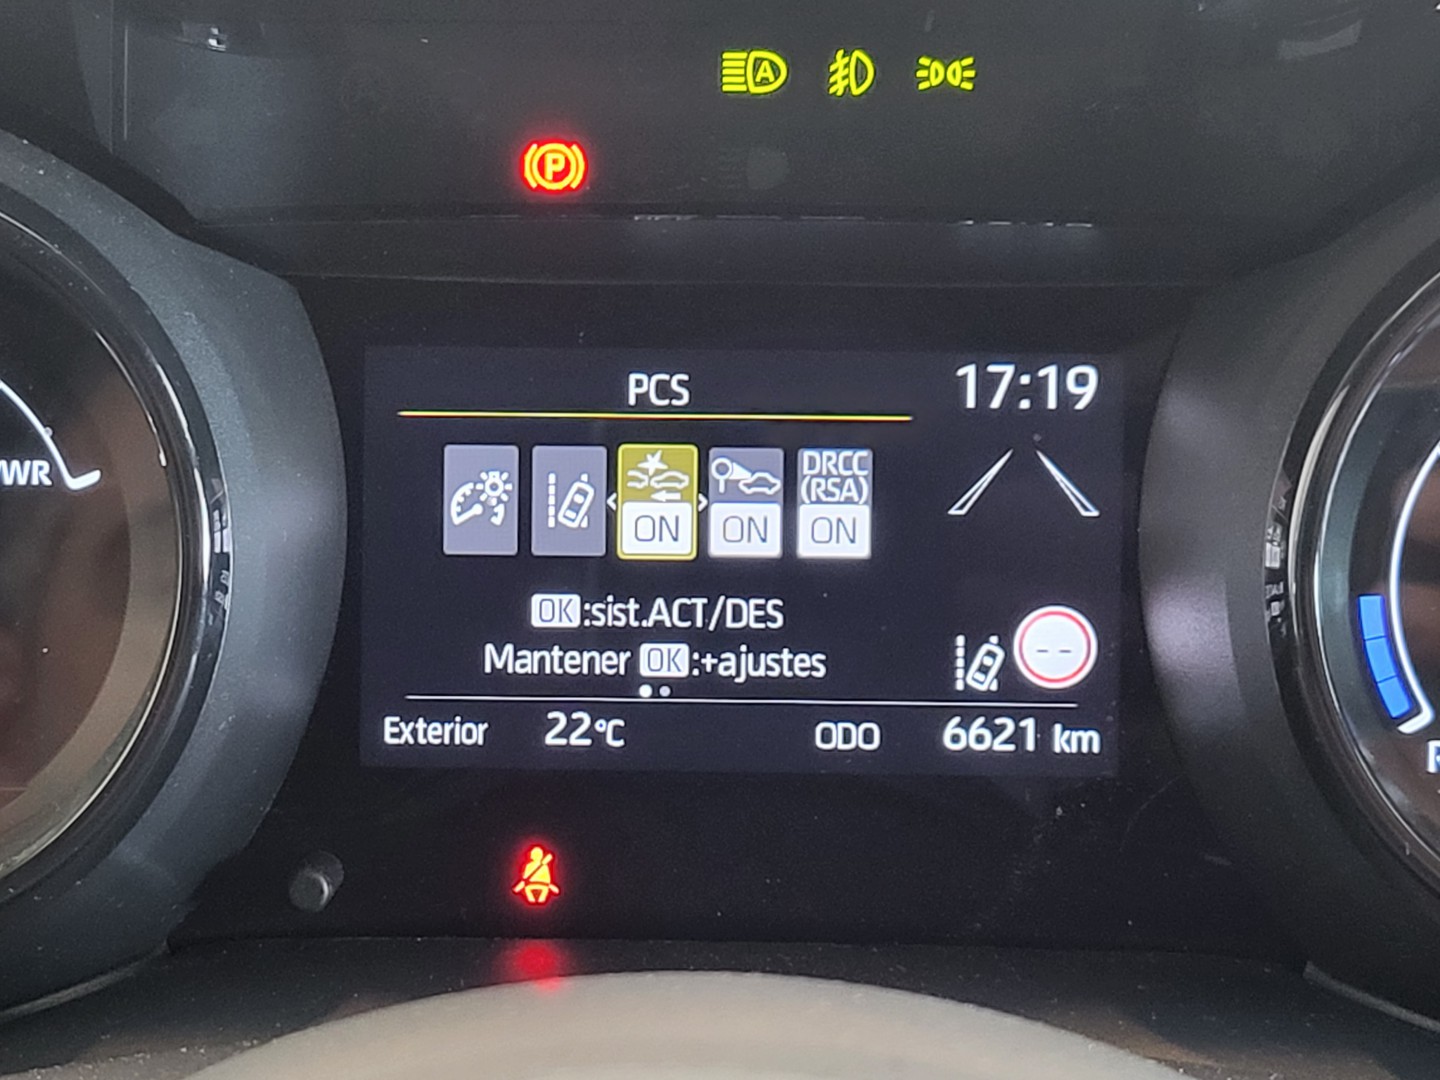 A
P
PCS
17:19
WR
DRCC
(RSA)
ON
ON
ON
OK:sist.ACT/DES
Mantener OK:+ajustes
--
Exterior 22°C
ODO 6621 km